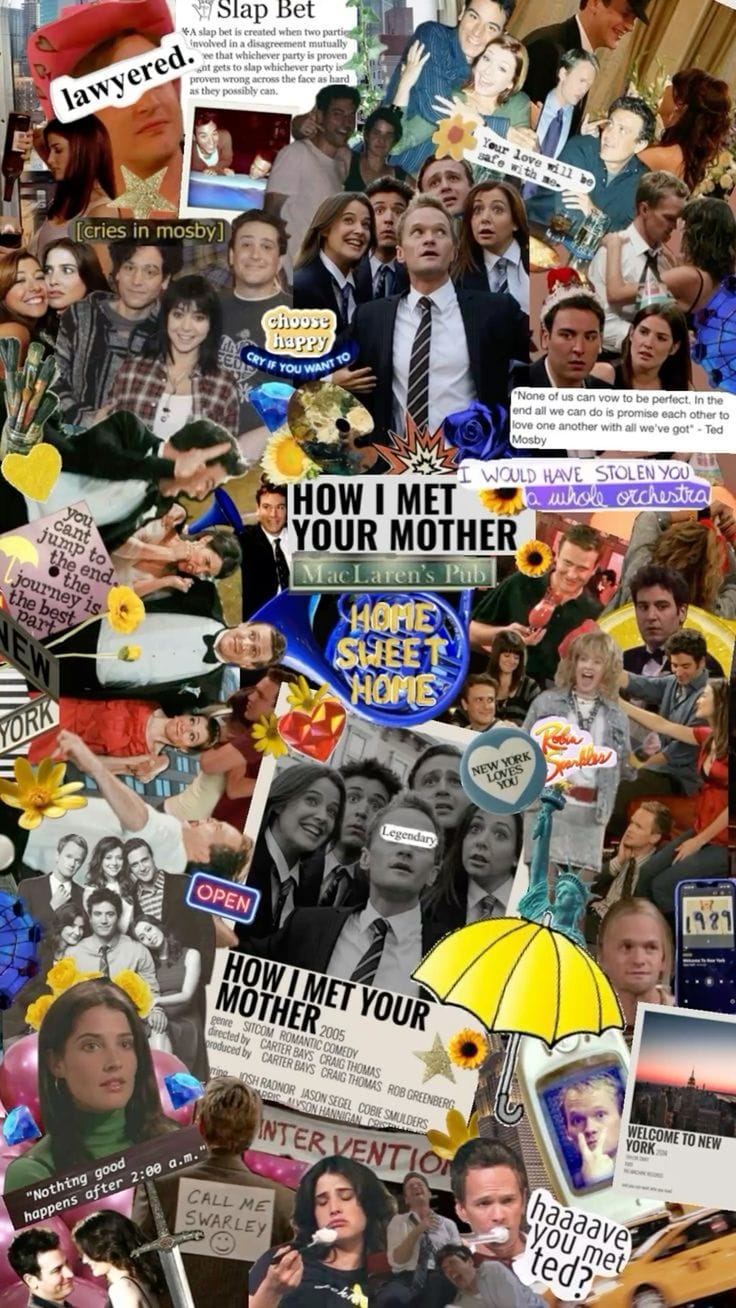 Slap Bet
A slap bet is created when two parties
involved in a disagreement mutually
agree that whichever party is proven
right gets to slap whichever party is
proven wrong across the face as hard
as they possibly can.
lawyered.
Your love will be
safe with me.
[cries in mosby]
choose
happy
CRY IF YOU WANT TO
"None of us can vow to be perfect. In the
end all we can do is promise each other to
love one another with all we've got" - Ted
Mosby
I WOULD HAVE STOLEN YOU
a whole orchestra
HOW I MET
YOUR MOTHER
MacLaren's Pub
you
cant
jump to
the end.
the
journey is
the best
part
HOME
SWEET
HOME
NEW
YORK
Robin
Sparkles
NEW YORK
LOVES
YOU
Legendary
OPEN
1989
Welcome To New York
HOW I MET YOUR
MOTHER 2005
genre SITCOM ROMANTIC COMEDY
directed by CARTER BAYS CRAIG THOMAS
produced by CARTER BAYS CRAIG THOMAS ROB GREENBERG
JOSH RADNOR JASON SEGEL COBIE SMULDERS
ALYSON HANNIGAN
INTERVENTION
WELCOME TO NEW
YORK 2014
"Nothing good
happens after 2:00 a.m."
CALL ME
SWARLEY
haaaave
you met
ted?